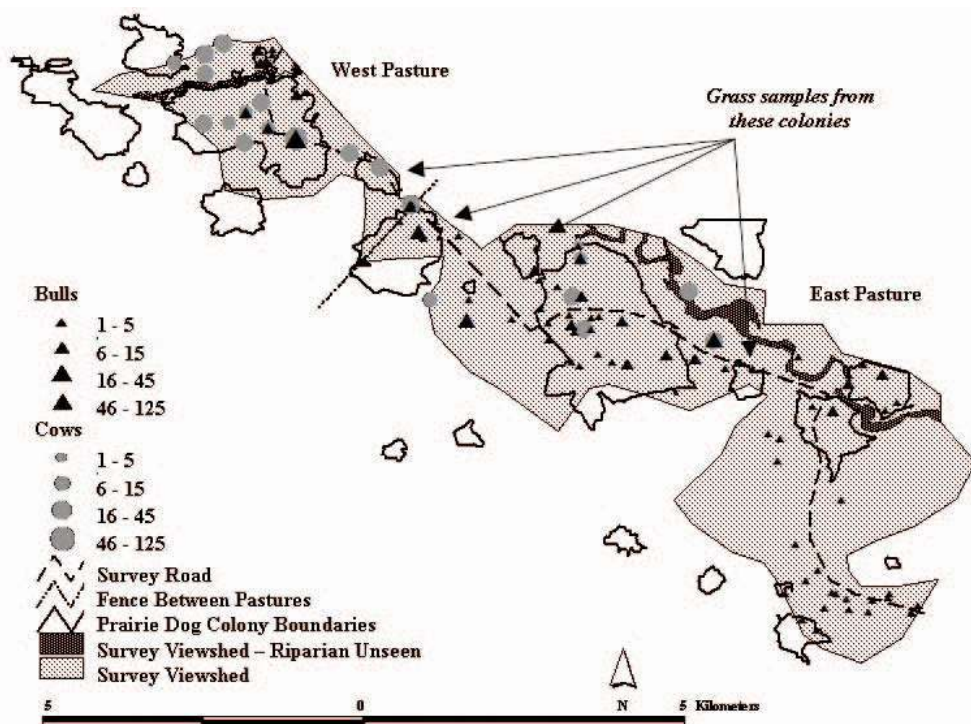 West Pasture
Grass samples from
these colonies
East Pasture
Bulls
1 - 5
6 - 15
16 - 45
46 - 125
Cows
1 - 5
6 - 15
16 - 45
46 - 125
Survey Road
Fence Between Pastures
Prairie Dog Colony Boundaries
Survey Viewshed – Riparian Unseen
Survey Viewshed
N
5 0 5 Kilometers